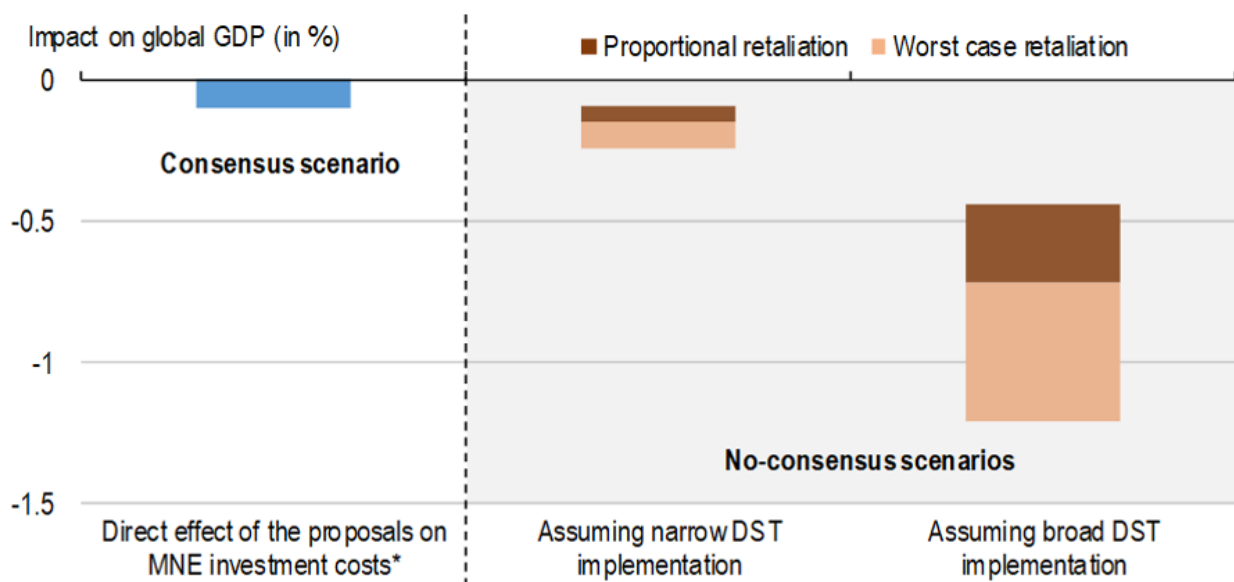 Impact on global GDP (in %)
Proportional retaliation
Worst case retaliation
0
Consensus scenario
-0.5
-1
No-consensus scenarios
-1.5
Direct effect of the proposals on
MNE investment costs*
Assuming narrow DST
implementation
Assuming broad DST
implementation